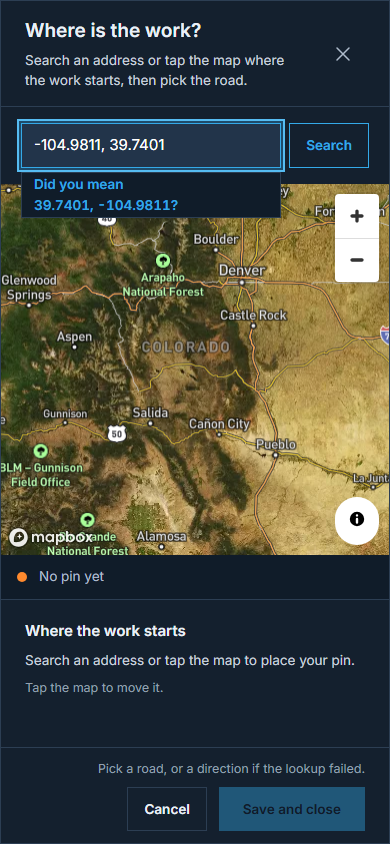 Where is the work?
Search an address or tap the map where
the work starts, then pick the road.
-104.9811, 39.7401
Search
Did you mean
39.7401, -104.9811?
40
Boulder
Denver
Arapaho
National Forest
Glenwood
Springs
Castle Rock
Aspen
COLORADO
Gunnison
Salida
50
Cañon City
Pueblo
BLM – Gunnison
Field Office
La Junt
mapbox
National Forest
Alamosa
No pin yet
Where the work starts
Search an address or tap the map to place your pin.
Tap the map to move it.
Pick a road, or a direction if the lookup failed.
Cancel
Save and close